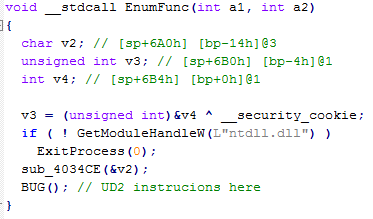 void __stdcall EnumFunc(int a1, int a2)
{
char v2; // [sp+6A0h] [bp-14h]@3
unsigned int v3; // [sp+6B0h] [bp-4h]@1
int v4; // [sp+6B4h] [bp+0h]@1
v3 = (unsigned int)&v4 ^ __security_cookie;
if ( ! GetModuleHandleW(L"ntdll.dll") )
ExitProcess(0);
sub_4034CE(&v2);
BUG(); // UD2 instrucions here
}